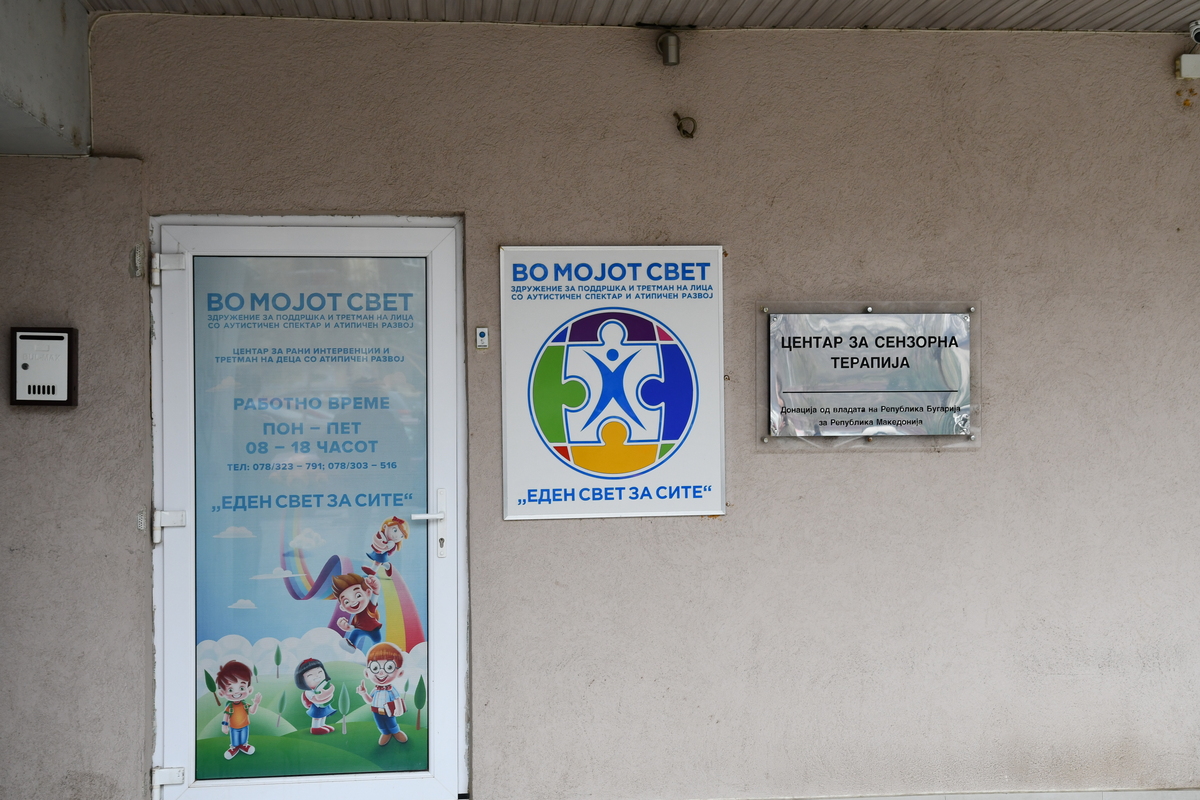 ВО МОЈОТ СВЕТ
ЗДРУЖЕНИЕ ЗА ПОДДРШКА И ТРЕТМАН НА ЛИЦА
СО АУТИСТИЧЕН СПЕКТАР И АТИПИЧЕН РАЗВОЈ
ЦЕНТАР ЗА РАНИ ИНТЕРВЕНЦИИ И
ТРЕТМАН НА ДЕЦА СО АТИПИЧЕН РАЗВОЈ
РАБОТНО ВРЕМЕ
ПОН – ПЕТ
08 – 18 ЧАСОТ
ТЕЛ: 078/323 – 791; 078/303 – 516
„ЕДЕН СВЕТ ЗА СИТЕ“
ВО МОЈОТ СВЕТ
ЗДРУЖЕНИЕ ЗА ПОДДРШКА И ТРЕТМАН НА ЛИЦА
СО АУТИСТИЧЕН СПЕКТАР И АТИПИЧЕН РАЗВОЈ
„ЕДЕН СВЕТ ЗА СИТЕ“
ЦЕНТАР ЗА СЕНЗОРНА
ТЕРАПИЈА
Донација од владата на Република Бугарија
за Република Македонија